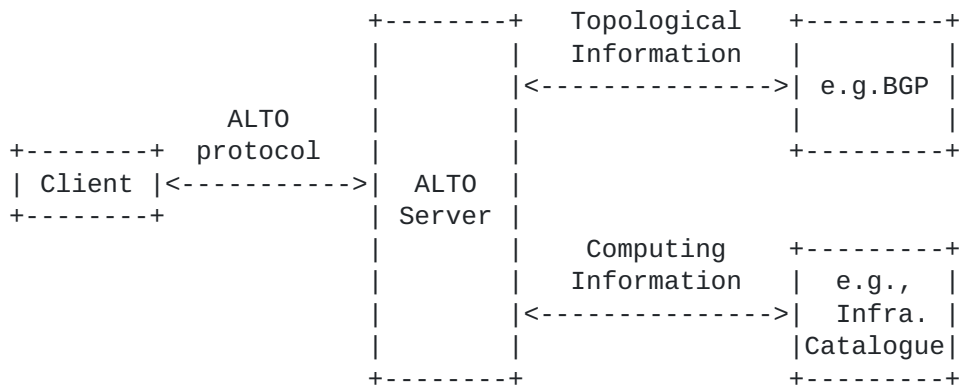 Topological
Information
e.g.BGP
ALTO
protocol
Client
ALTO
Server
Computing
Information
e.g.,
Infra.
Catalogue